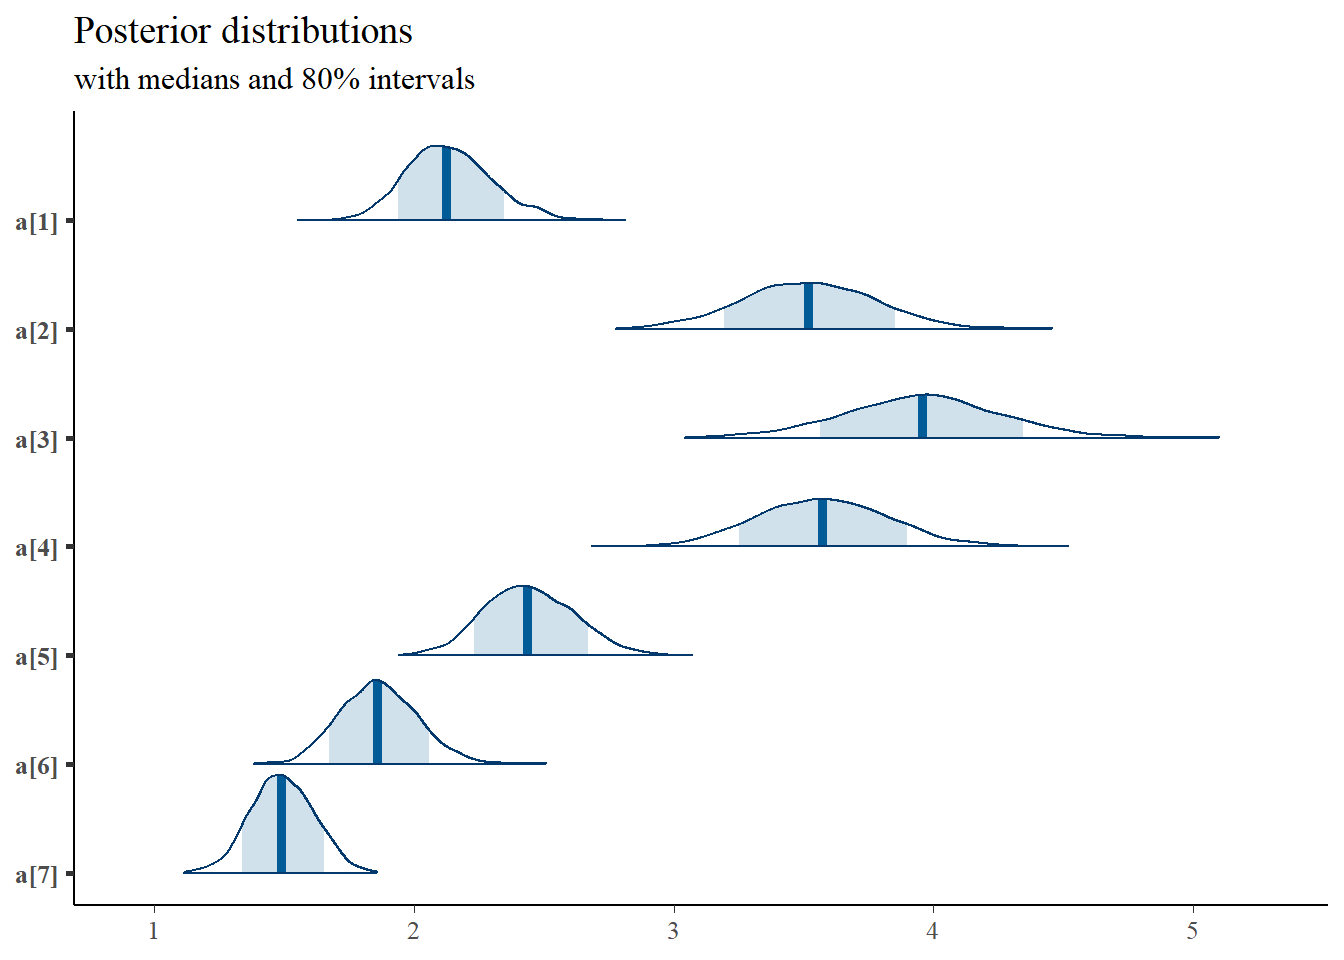 Posterior distributions
with medians and 80% intervals
a[1]
a[2]
a[3]
a[4]
a[5]
a[6]
a[7]
1 2 3 4 5